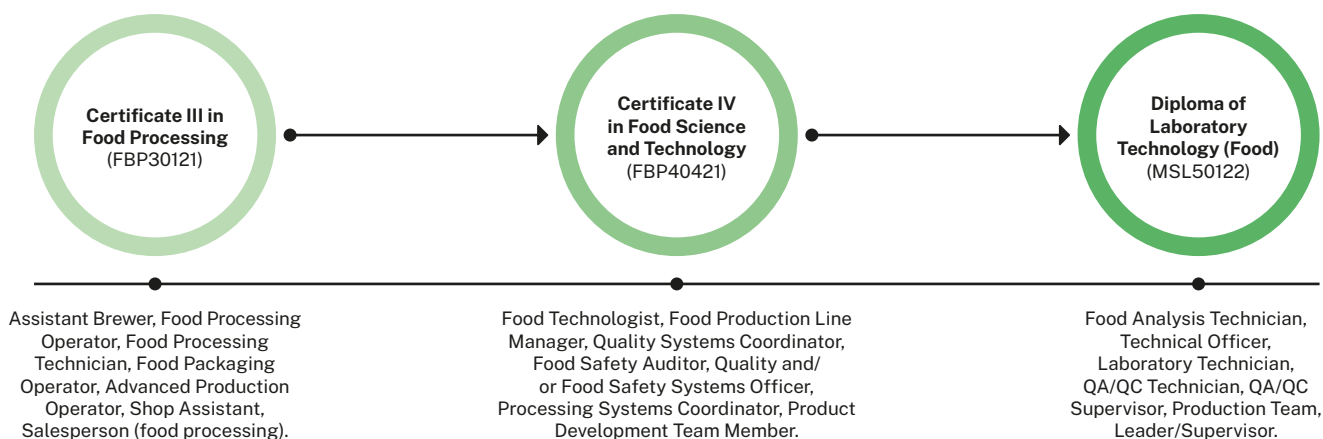 Certificate III in
Food Processing
(FBP30121)
Certificate IV
in Food Science
and Technology
(FBP40421)
Diploma of
Laboratory
Technology (Food)
(MSL50122)
Assistant Brewer, Food Processing
Operator, Food Processing
Technician, Food Packaging
Operator, Advanced Production
Operator, Shop Assistant,
Salesperson (food processing).
Food Technologist, Food Production Line
Manager, Quality Systems Coordinator,
Food Safety Auditor, Quality and/
or Food Safety Systems Officer,
Processing Systems Coordinator, Product
Development Team Member.
Food Analysis Technician,
Technical Officer,
Laboratory Technician,
QA/QC Technician, QA/QC
Supervisor, Production Team,
Leader/Supervisor.